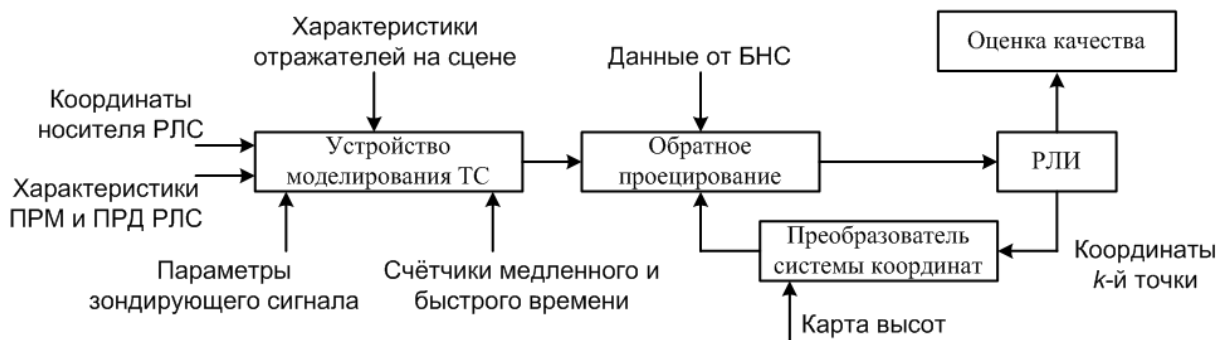 Характеристики
отражателей на сцене
Данные от БНС
Оценка качества
Координаты
носителя РЛС
Устройство
моделирования ТС
Обратное
проецирование
РЛИ
Характеристики
ПРМ и ПРД РЛС
Преобразователь
системы координат
Координаты
k-й точки
Параметры
зондирующего сигнала
Счётчики медленного и
быстрого времени
Карта высот